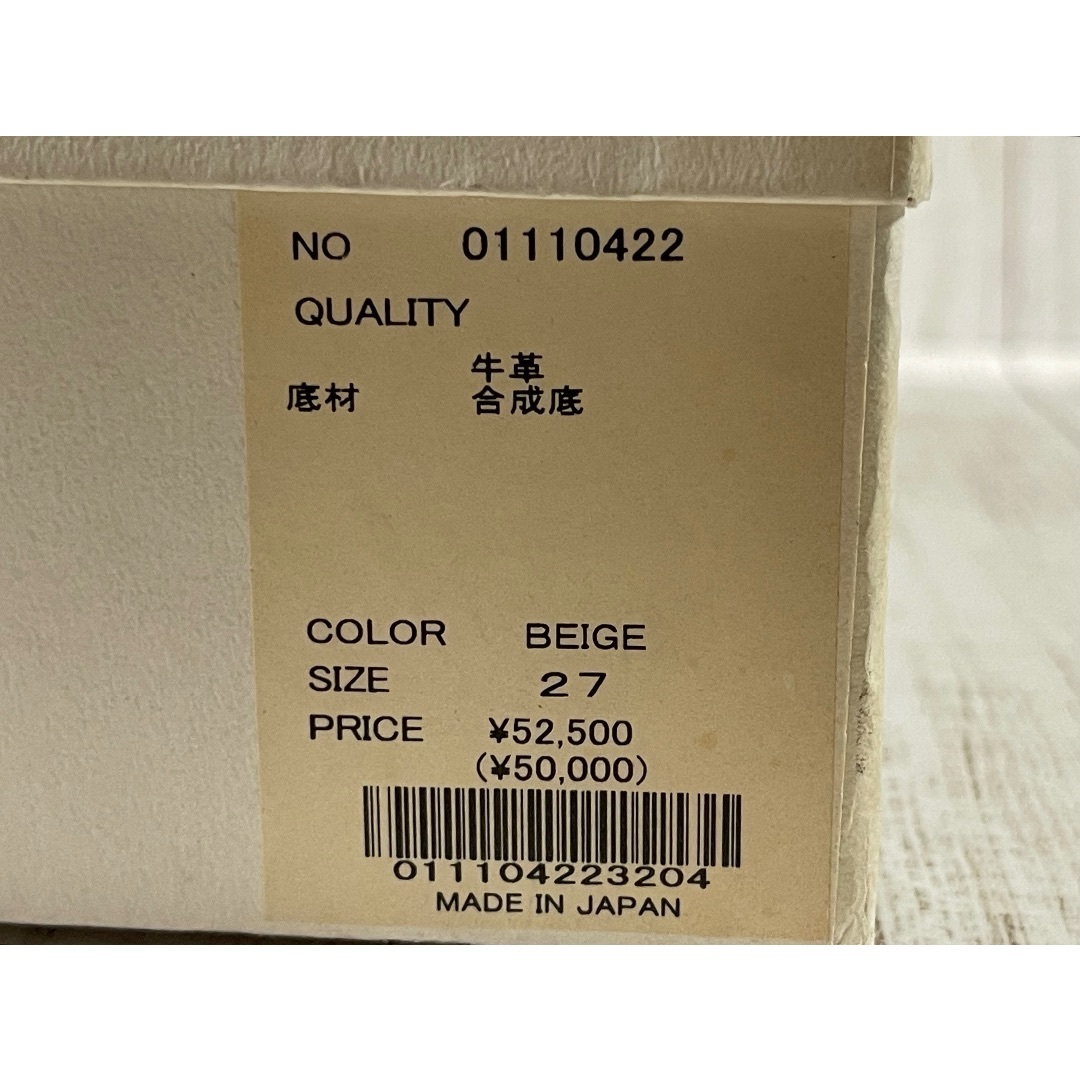 NO 01110422
QUALITY
牛革
底材 合成底
COLOR BEIGE
SIZE 27
PRICE ¥52,500
(¥50,000)
011104223204
MADE IN JAPAN